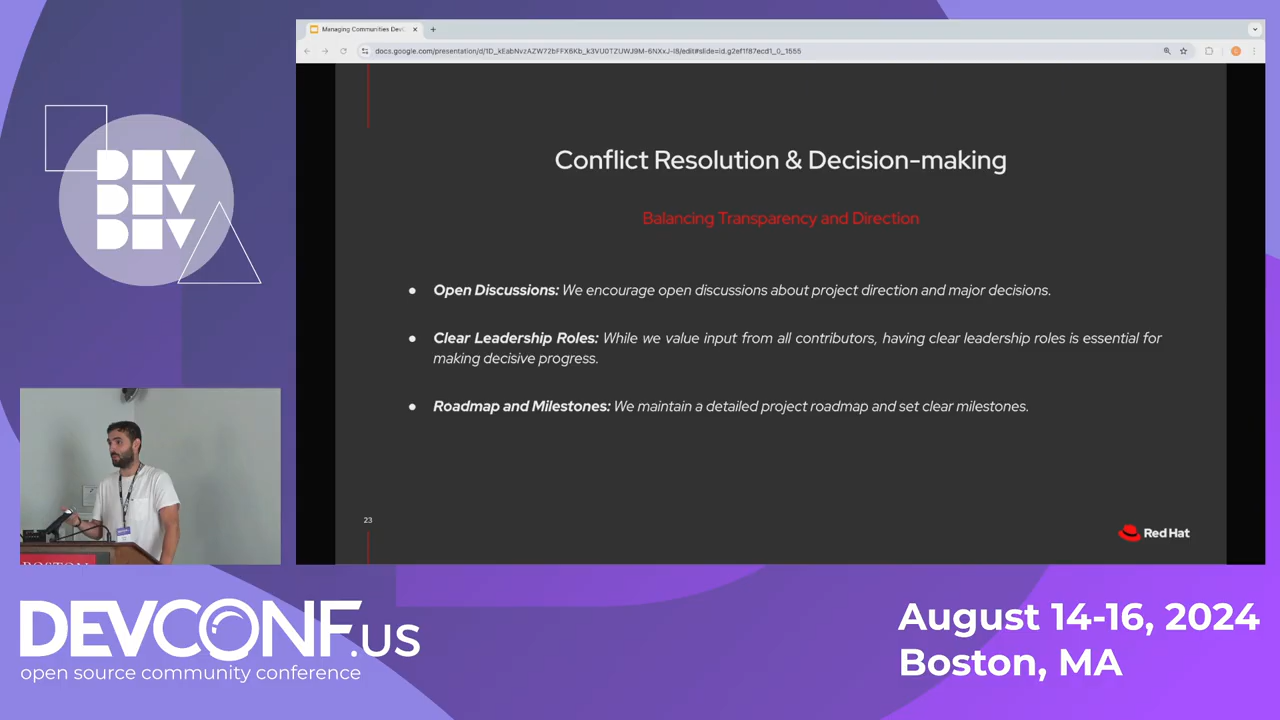 Managing Communities DevC
docs.google.com/presentation/d/1D_kEabNvzAZW72bFFX6Kb_k3VU0TZUWJ9M-6NXxJ-I8/edit#slide=id.g2ef1f87ecd1_0_1555
DEV
DEV
DEV
Conflict Resolution & Decision-making
Balancing Transparency and Direction
● Open Discussions: We encourage open discussions about project direction and major decisions.
● Clear Leadership Roles: While we value input from all contributors, having clear leadership roles is essential for
making decisive progress.
● Roadmap and Milestones: We maintain a detailed project roadmap and set clear milestones.
23
Red Hat
BOSTON
DEVCONF.us
open source community conference
August 14-16, 2024
Boston, MA